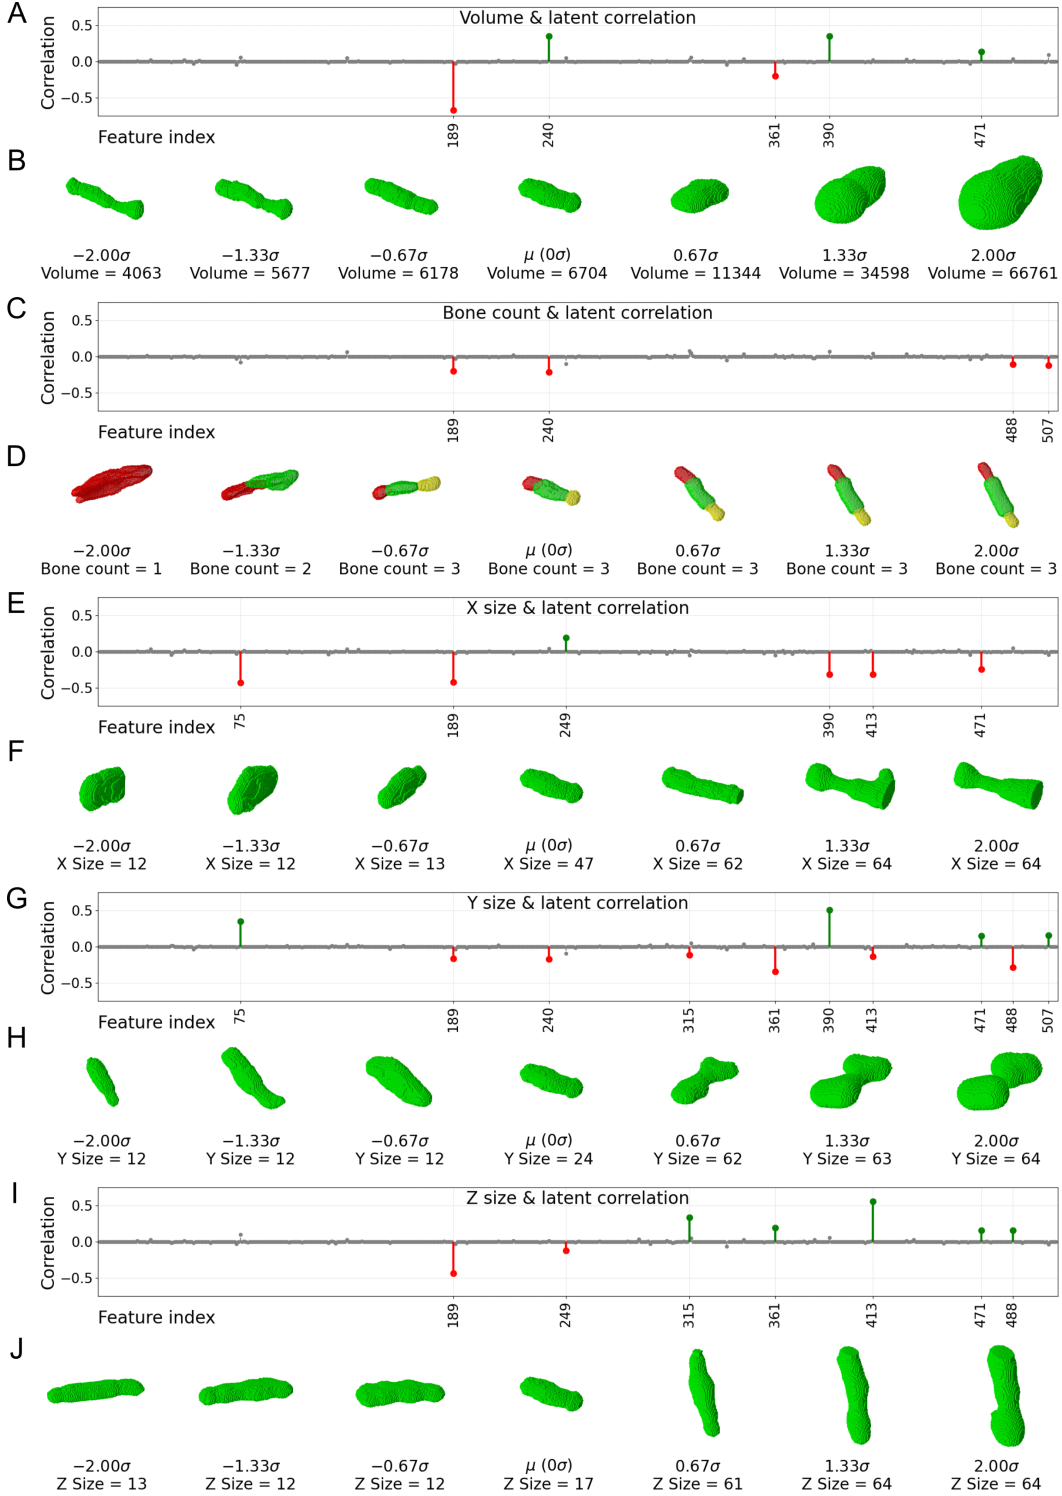 A
Volume & latent correlation
Correlation
0.5
0.0
−0.5
Feature index
189
240
361
390
471
B
−2.00σ
Volume = 4063
−1.33σ
Volume = 5677
−0.67σ
Volume = 6178
μ (0σ)
Volume = 6704
0.67σ
Volume = 11344
1.33σ
Volume = 34598
2.00σ
Volume = 66761
C
Bone count & latent correlation
Correlation
0.5
0.0
−0.5
Feature index
189
240
488
507
D
−2.00σ
Bone count = 1
−1.33σ
Bone count = 2
−0.67σ
Bone count = 3
μ (0σ)
Bone count = 3
0.67σ
Bone count = 3
1.33σ
Bone count = 3
2.00σ
Bone count = 3
E
X size & latent correlation
Correlation
0.5
0.0
−0.5
Feature index
75
189
249
390
413
471
F
−2.00σ
X Size = 12
−1.33σ
X Size = 12
−0.67σ
X Size = 13
μ (0σ)
X Size = 47
0.67σ
X Size = 62
1.33σ
X Size = 64
2.00σ
X Size = 64
G
Y size & latent correlation
Correlation
0.5
0.0
−0.5
Feature index
75
189
240
315
361
390
413
471
488
507
H
−2.00σ
Y Size = 12
−1.33σ
Y Size = 12
−0.67σ
Y Size = 12
μ (0σ)
Y Size = 24
0.67σ
Y Size = 62
1.33σ
Y Size = 63
2.00σ
Y Size = 64
I
Z size & latent correlation
Correlation
0.5
0.0
−0.5
Feature index
189
249
315
361
413
471
488
J
−2.00σ
Z Size = 13
−1.33σ
Z Size = 12
−0.67σ
Z Size = 12
μ (0σ)
Z Size = 17
0.67σ
Z Size = 61
1.33σ
Z Size = 64
2.00σ
Z Size = 64